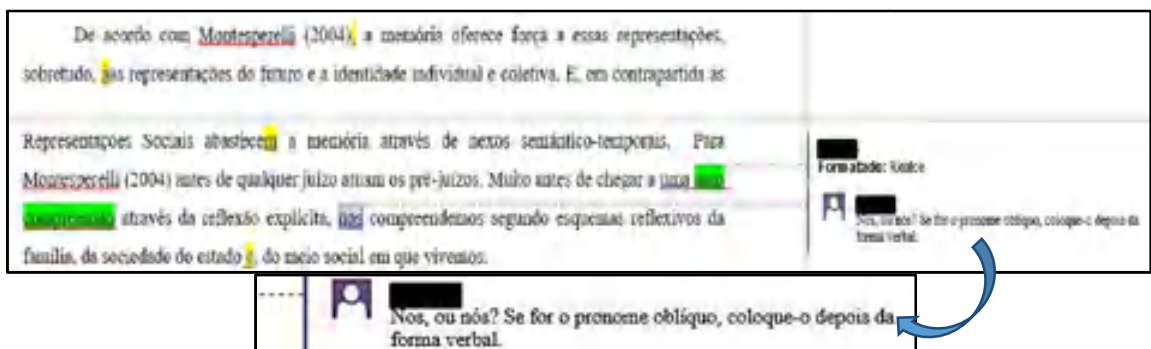 De acordo com Montesperelli (2004), a memória oferece força a essas representações,
sobretudo, às representações do futuro e a identidade individual e coletiva. E, em contrapartida as
Representações Sociais abastecem a memória através de nexos semântico-temporais. Para
Montesperelli (2004) antes de qualquer juízo atuam os pré-juízos. Muito antes de chegar a uma
compreensão através da reflexão explícita, nos compreendemos segundo esquemas reflexivos da
família, da sociedade do estado e, do meio social em que vivemos.
Formatado: Realce
Nos, ou nós? Se for o pronome oblíquo, coloque-o depois da
forma verbal.
Nos, ou nós? Se for o pronome oblíquo, coloque-o depois da
forma verbal.